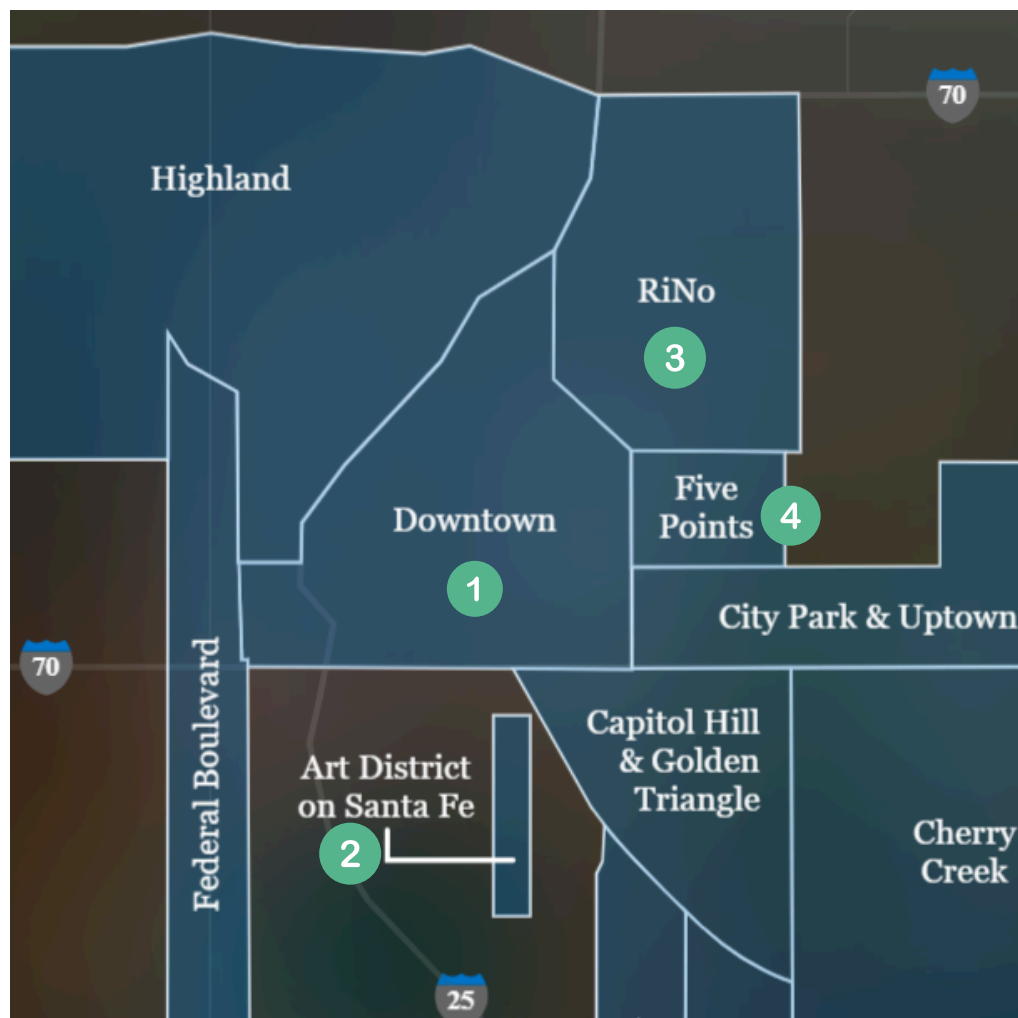 70
Highland
RiNo
3
Five
Points
4
Downtown
1
City Park & Uptown
70
Federal Boulevard
Capitol Hill
& Golden
Triangle
Art District
on Santa Fe
2
Cherry
Creek
25